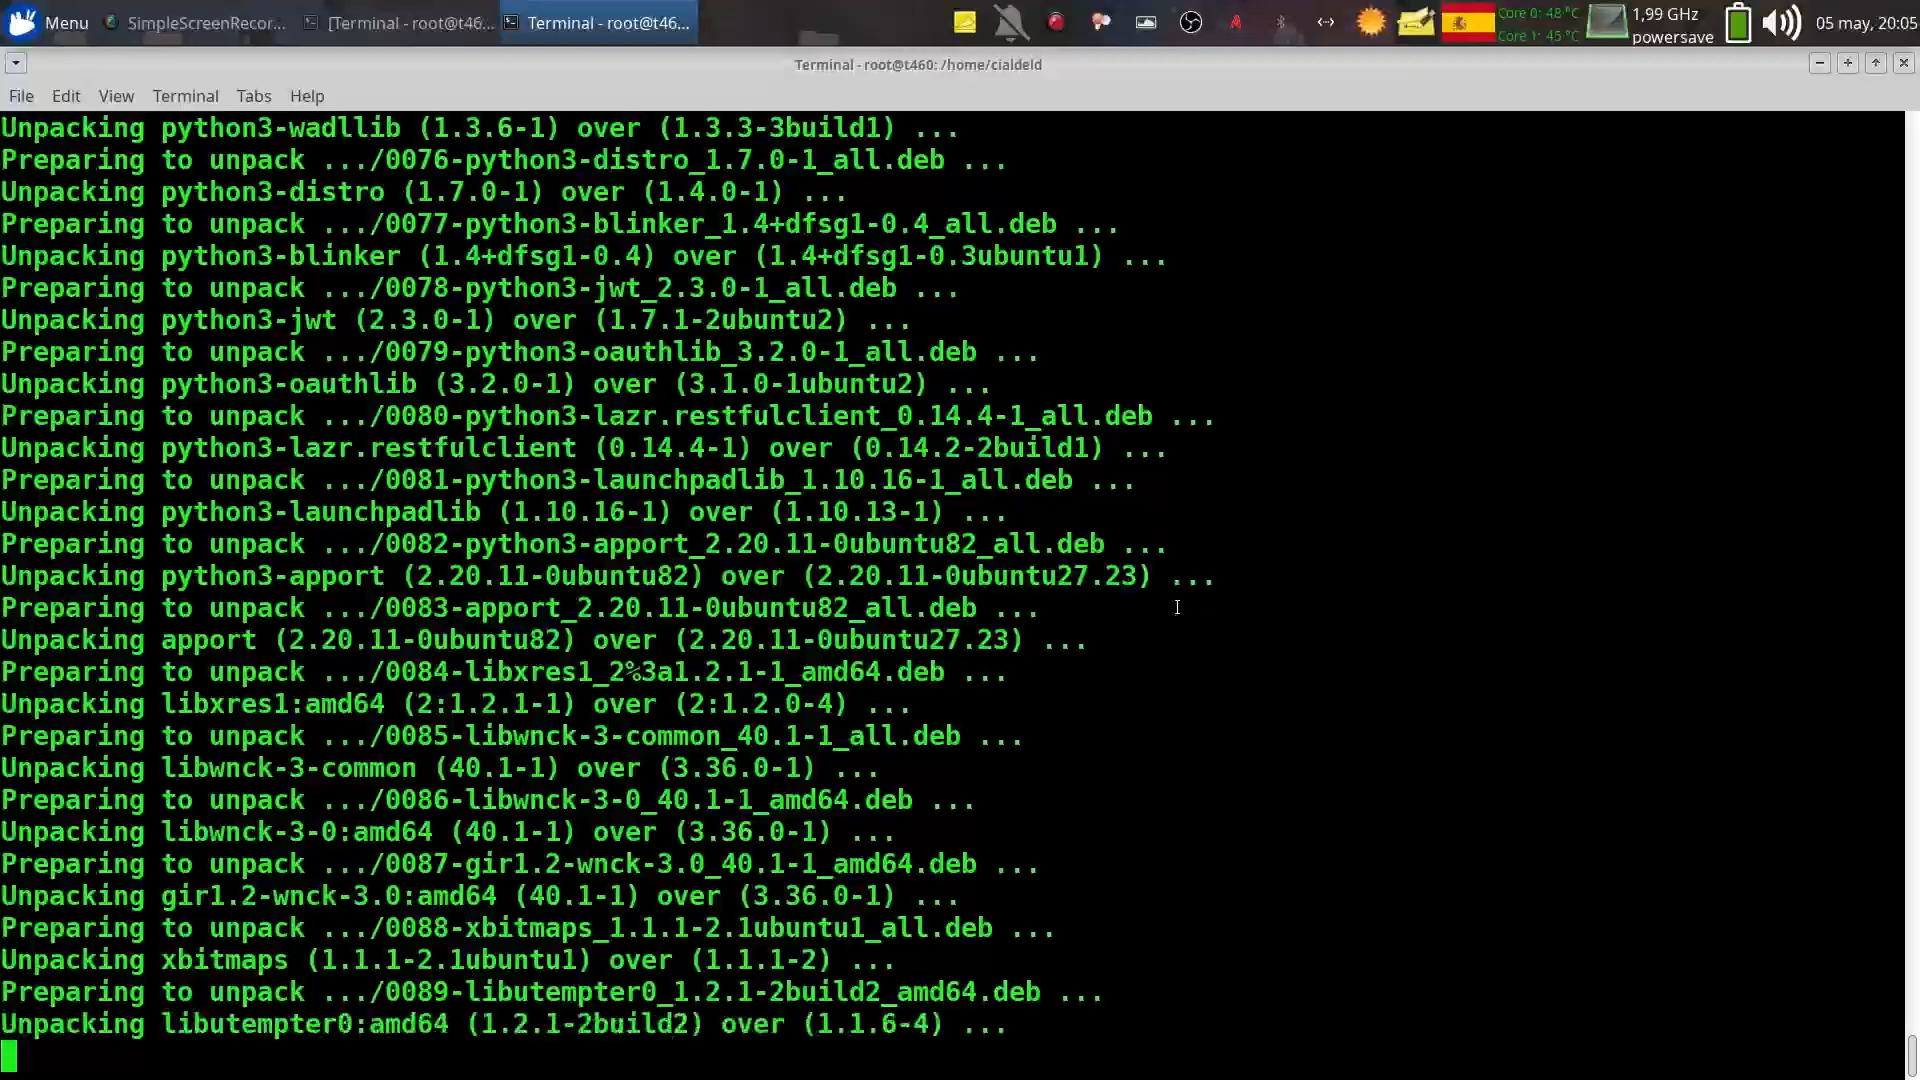 Menu
SimpleScreenRecor...
[Terminal - root@t46...
Terminal - root@t46...
Core 0: 48 °C
Core 1: 45 °C
1,99 GHz
powersave
05 may, 20:05
Terminal - root@t460: /home/cialdeld
File Edit View Terminal Tabs Help
Unpacking python3-wadllib (1.3.6-1) over (1.3.3-3build1) ...
Preparing to unpack .../0076-python3-distro_1.7.0-1_all.deb ...
Unpacking python3-distro (1.7.0-1) over (1.4.0-1) ...
Preparing to unpack .../0077-python3-blinker_1.4+dfsg1-0.4_all.deb ...
Unpacking python3-blinker (1.4+dfsg1-0.4) over (1.4+dfsg1-0.3ubuntu1) ...
Preparing to unpack .../0078-python3-jwt_2.3.0-1_all.deb ...
Unpacking python3-jwt (2.3.0-1) over (1.7.1-2ubuntu2) ...
Preparing to unpack .../0079-python3-oauthlib_3.2.0-1_all.deb ...
Unpacking python3-oauthlib (3.2.0-1) over (3.1.0-1ubuntu2) ...
Preparing to unpack .../0080-python3-lazr.restfulclient_0.14.4-1_all.deb ...
Unpacking python3-lazr.restfulclient (0.14.4-1) over (0.14.2-2build1) ...
Preparing to unpack .../0081-python3-launchpadlib_1.10.16-1_all.deb ...
Unpacking python3-launchpadlib (1.10.16-1) over (1.10.13-1) ...
Preparing to unpack .../0082-python3-apport_2.20.11-0ubuntu82_all.deb ...
Unpacking python3-apport (2.20.11-0ubuntu82) over (2.20.11-0ubuntu27.23) ...
Preparing to unpack .../0083-apport_2.20.11-0ubuntu82_all.deb ...
Unpacking apport (2.20.11-0ubuntu82) over (2.20.11-0ubuntu27.23) ...
Preparing to unpack .../0084-libxres1_2%3a1.2.1-1_amd64.deb ...
Unpacking libxres1:amd64 (2:1.2.1-1) over (2:1.2.0-4) ...
Preparing to unpack .../0085-libwnck-3-common_40.1-1_all.deb ...
Unpacking libwnck-3-common (40.1-1) over (3.36.0-1) ...
Preparing to unpack .../0086-libwnck-3-0_40.1-1_amd64.deb ...
Unpacking libwnck-3-0:amd64 (40.1-1) over (3.36.0-1) ...
Preparing to unpack .../0087-gir1.2-wnck-3.0_40.1-1_amd64.deb ...
Unpacking gir1.2-wnck-3.0:amd64 (40.1-1) over (3.36.0-1) ...
Preparing to unpack .../0088-xbitmaps_1.1.1-2.1ubuntu1_all.deb ...
Unpacking xbitmaps (1.1.1-2.1ubuntu1) over (1.1.1-2) ...
Preparing to unpack .../0089-libutempter0_1.2.1-2build2_amd64.deb ...
Unpacking libutempter0:amd64 (1.2.1-2build2) over (1.1.6-4) ...